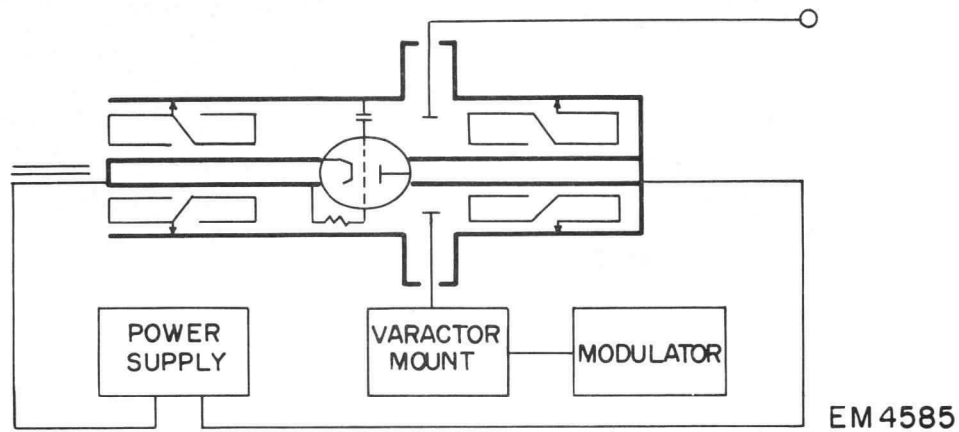 POWER
SUPPLY
VARACTOR
MOUNT
MODULATOR
EM4585